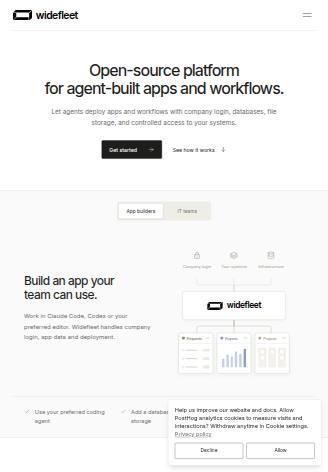 widefleet
Open-source platform
for agent-built apps and workflows.
Let agents deploy apps and workflows with company login, databases, file
storage, and controlled access to your systems.
Get started → See how it works ↓
App builders IT teams
Company login Your systems Infrastructure
Build an app your
team can use.
Work in Claude Code, Codex or your
preferred editor. Widefleet handles company
login, app data and deployment.
widefleet
Requests Reports Projects
Use your preferred coding
agent
Add a databas
storage
Help us improve our website and docs. Allow
PostHog analytics cookies to measure visits and
interactions? Withdraw anytime in Cookie settings.
Privacy policy
Decline Allow